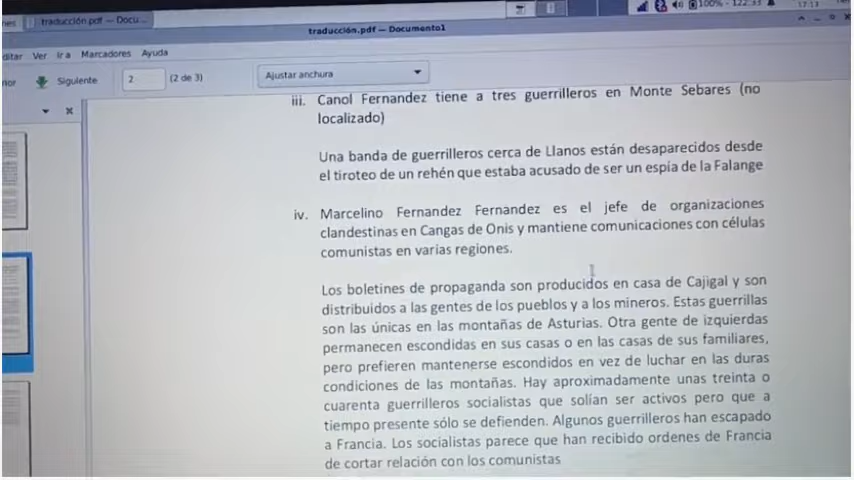 traducción.pdf — Docu...
traducción.pdf — Documento1
100%
17:13
Ver Ir a Marcadores Ayuda
Siguiente 2 (2 de 3) Ajustar anchura
iii. Canol Fernandez tiene a tres guerrilleros en Monte Sebares (no
localizado)
Una banda de guerrilleros cerca de Llanos están desaparecidos desde
el tiroteo de un rehén que estaba acusado de ser un espía de la Falange
iv. Marcelino Fernandez Fernandez es el jefe de organizaciones
clandestinas en Cangas de Onis y mantiene comunicaciones con células
comunistas en varias regiones.
Los boletines de propaganda son producidos en casa de Cajigal y son
distribuidos a las gentes de los pueblos y a los mineros. Estas guerrillas
son las únicas en las montañas de Asturias. Otra gente de izquierdas
permanecen escondidas en sus casas o en las casas de sus familiares,
pero prefieren mantenerse escondidos en vez de luchar en las duras
condiciones de las montañas. Hay aproximadamente unas treinta o
cuarenta guerrilleros socialistas que solían ser activos pero que a
tiempo presente sólo se defienden. Algunos guerrilleros han escapado
a Francia. Los socialistas parece que han recibido ordenes de Francia
de cortar relación con los comunistas